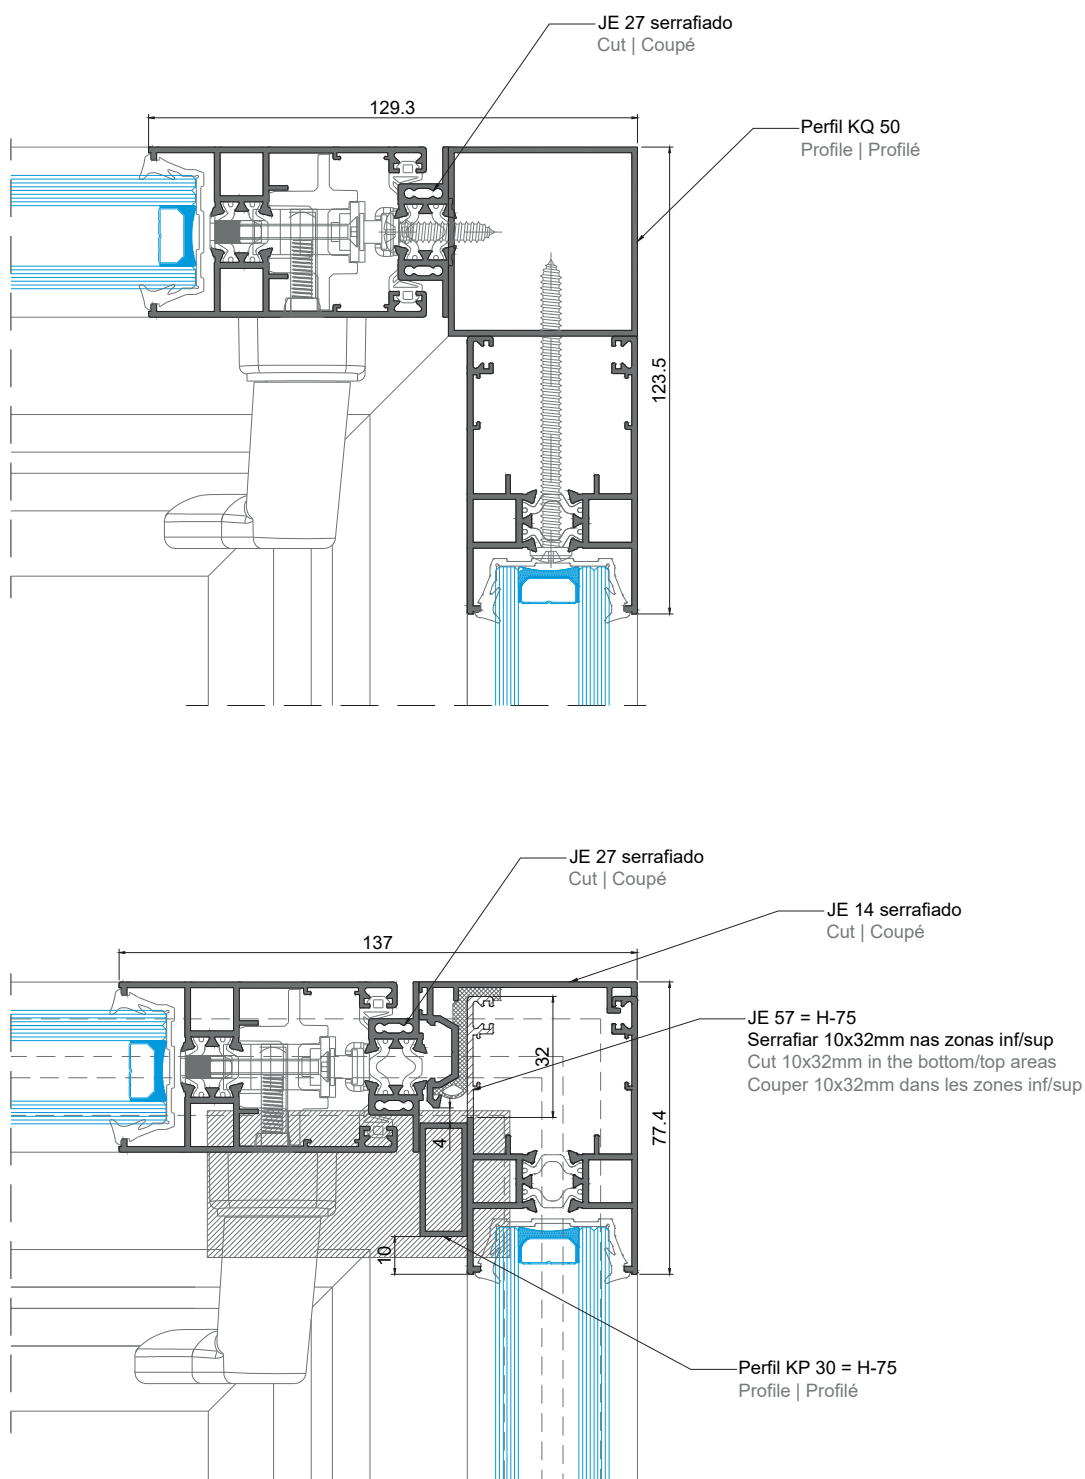 JE 27 serrafiado
Cut | Coupé
129.3
Perfil KQ 50
Profile | Profilé
123.5
JE 27 serrafiado
Cut | Coupé
JE 14 serrafiado
Cut | Coupé
137
JE 57 = H-75
Serrafiar 10x32mm nas zonas inf/sup
Cut 10x32mm in the bottom/top areas
Couper 10x32mm dans les zones inf/sup
32
4
77.4
10
Perfil KP 30 = H-75
Profile | Profilé